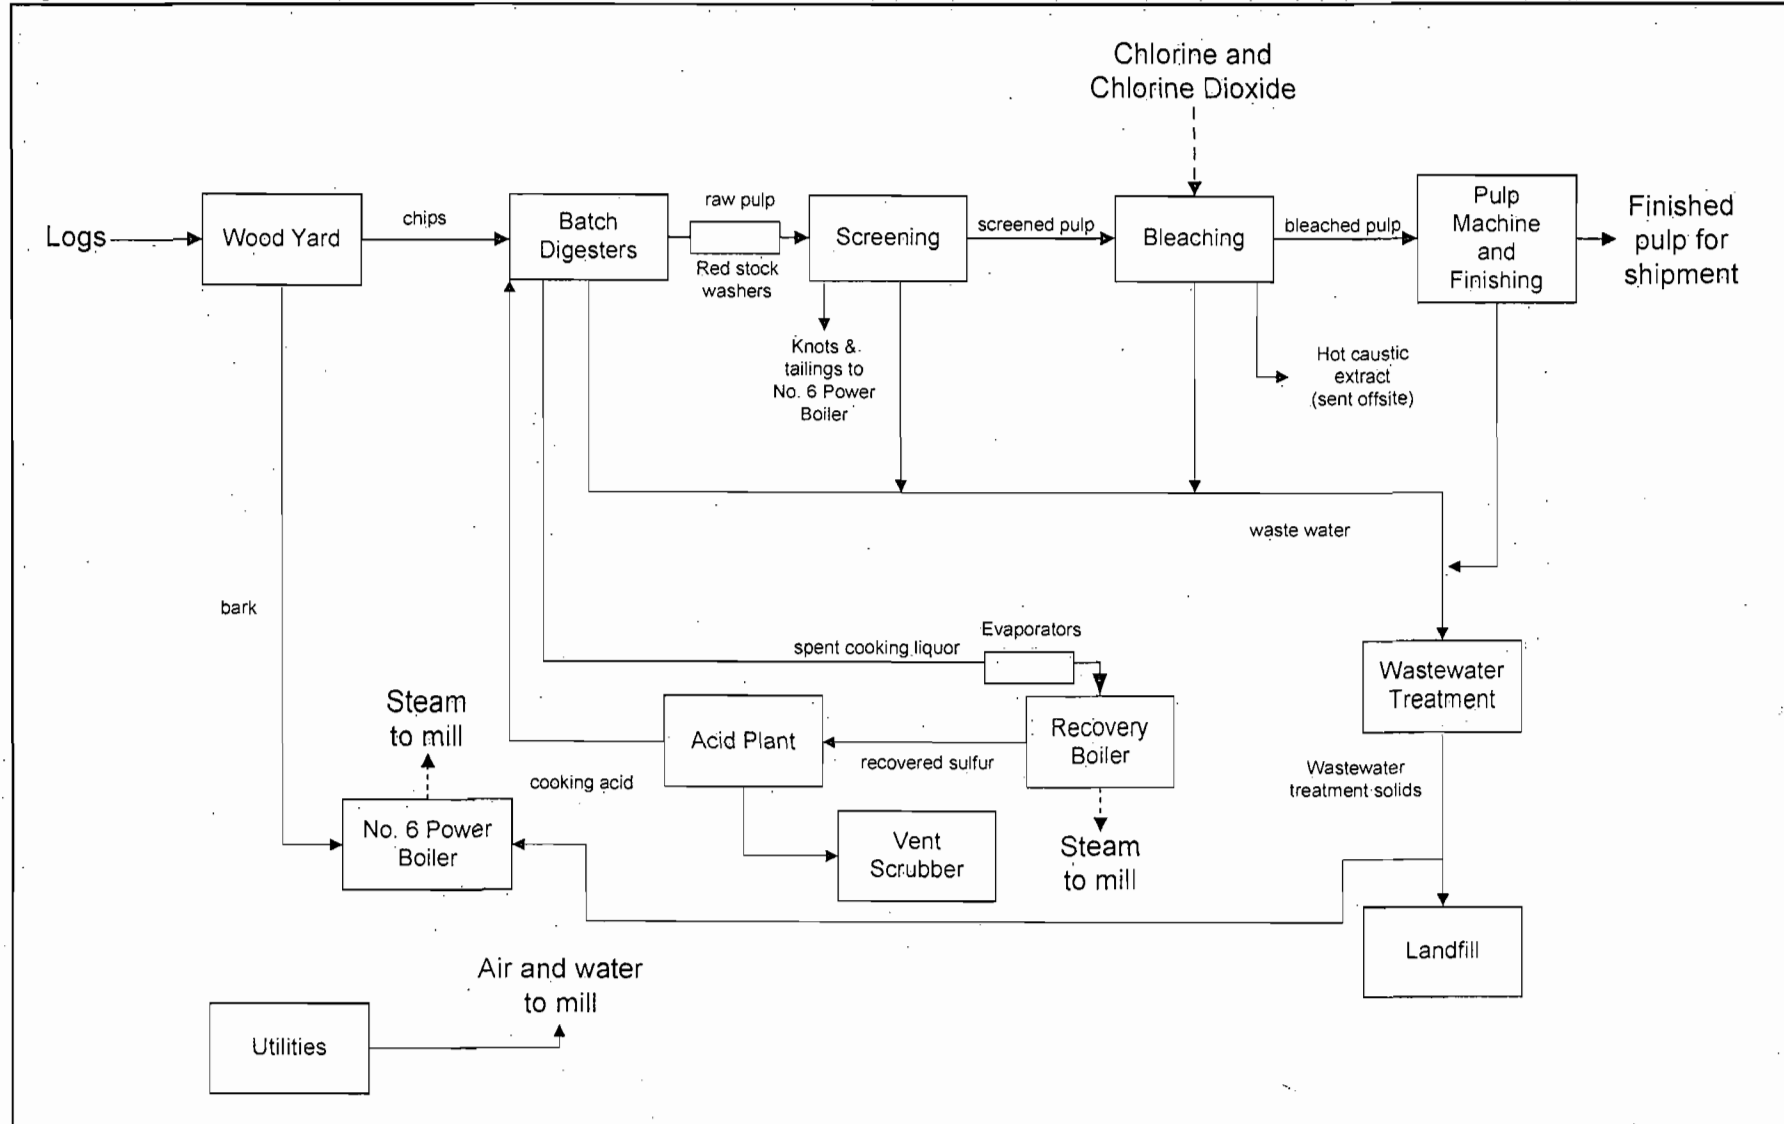 Chlorine and
Chlorine Dioxide
Logs
Wood Yard
chips
Batch
Digesters
raw pulp
Red stock
washers
Screening
screened pulp
Bleaching
bleached pulp
Pulp
Machine
and
Finishing
Finished
pulp for
shipment
Knots &
tailings to
No. 6 Power
Boiler
Hot caustic
extract
(sent offsite)
waste water
bark
spent cooking liquor
Evaporators
Wastewater
Treatment
Steam
to mill
Acid Plant
recovered sulfur
Recovery
Boiler
cooking acid
Wastewater
treatment solids
No. 6 Power
Boiler
Vent
Scrubber
Steam
to mill
Landfill
Air and water
to mill
Utilities